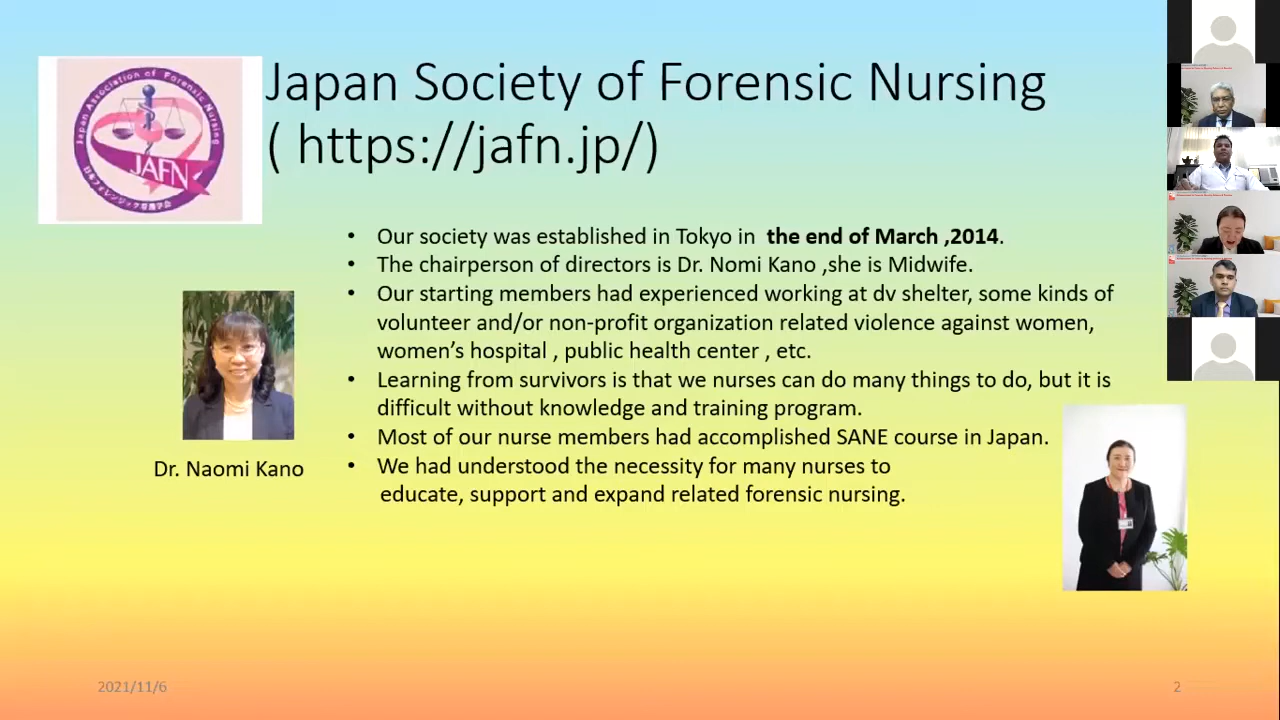 Japan Society of Forensic Nursing
( https://jafn.jp/)
Japan Association of Forensic Nursing
JAFN
• Our society was established in Tokyo in the end of March ,2014.
• The chairperson of directors is Dr. Nomi Kano ,she is Midwife.
• Our starting members had experienced working at dv shelter, some kinds of
volunteer and/or non-profit organization related violence against women,
women’s hospital , public health center , etc.
• Learning from survivors is that we nurses can do many things to do, but it is
difficult without knowledge and training program.
• Most of our nurse members had accomplished SANE course in Japan.
Dr. Naomi Kano
• We had understood the necessity for many nurses to
educate, support and expand related forensic nursing.
2021/11/6
2